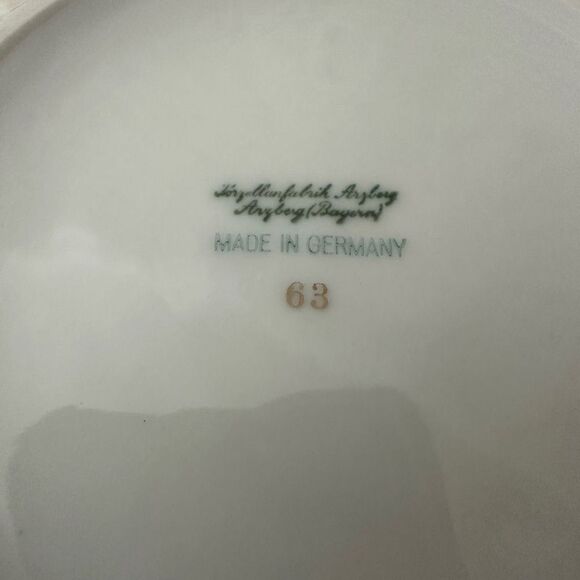 Porzellanfabrik Arzberg
Arzberg (Bayern)
MADE IN GERMANY
63